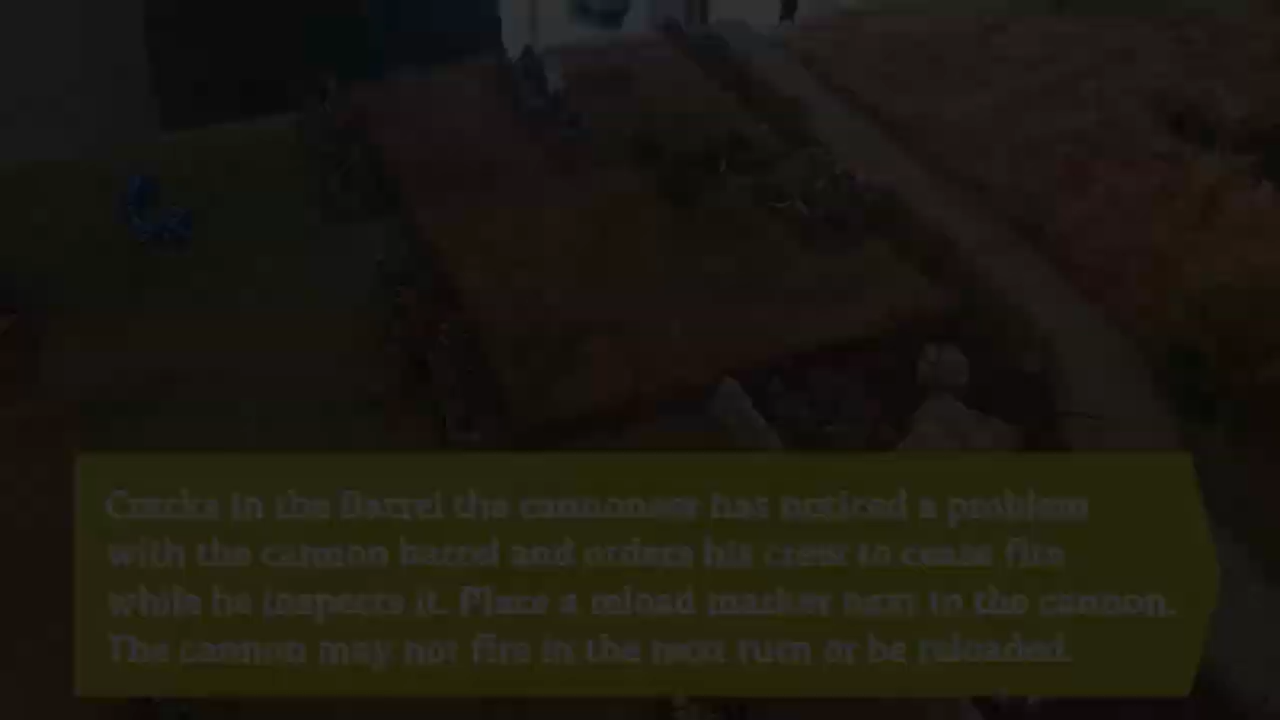 Cracks in the Barrel the cannoneer has noticed a problem
with the cannon barrel and orders his crew to cease fire
while he inspects it. Place a reload marker next to the cannon.
The cannon may not fire in the next turn or be reloaded.